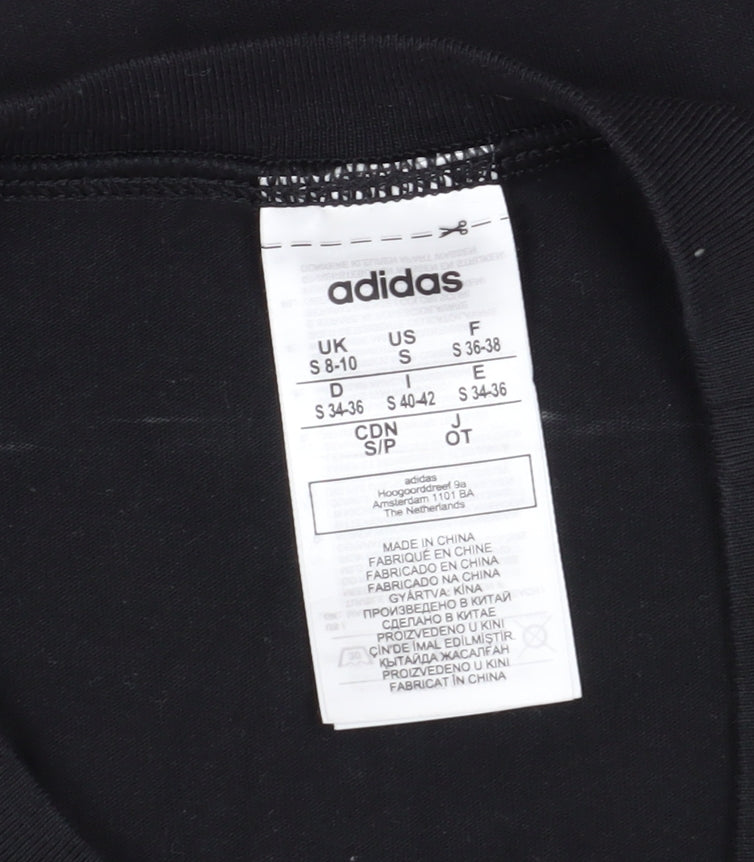 adidas
UK US F
S 8-10 S S 36-38
D I E
S 34-36 S 40-42 S 34-36
CDN J
S/P OT
adidas
Hoogoorddreef 9a
Amsterdam 1101 BA
The Netherlands
MADE IN CHINA
FABRIQUÉ EN CHINE
FABRICADO EN CHINA
FABRICADO NA CHINA
GYÁRTVA: KÍNA
ПРОИЗВЕДЕНО В КИТАЙ
СДЕЛАНО В КИТАЕ
PROIZVEDENO U KINI
ÇİN'DE İMAL EDİLMİŞTİR.
ҚЫТАЙДА ЖАСАЛҒАН
PROIZVEDENO U KINI
FABRICAT ÎN CHINA